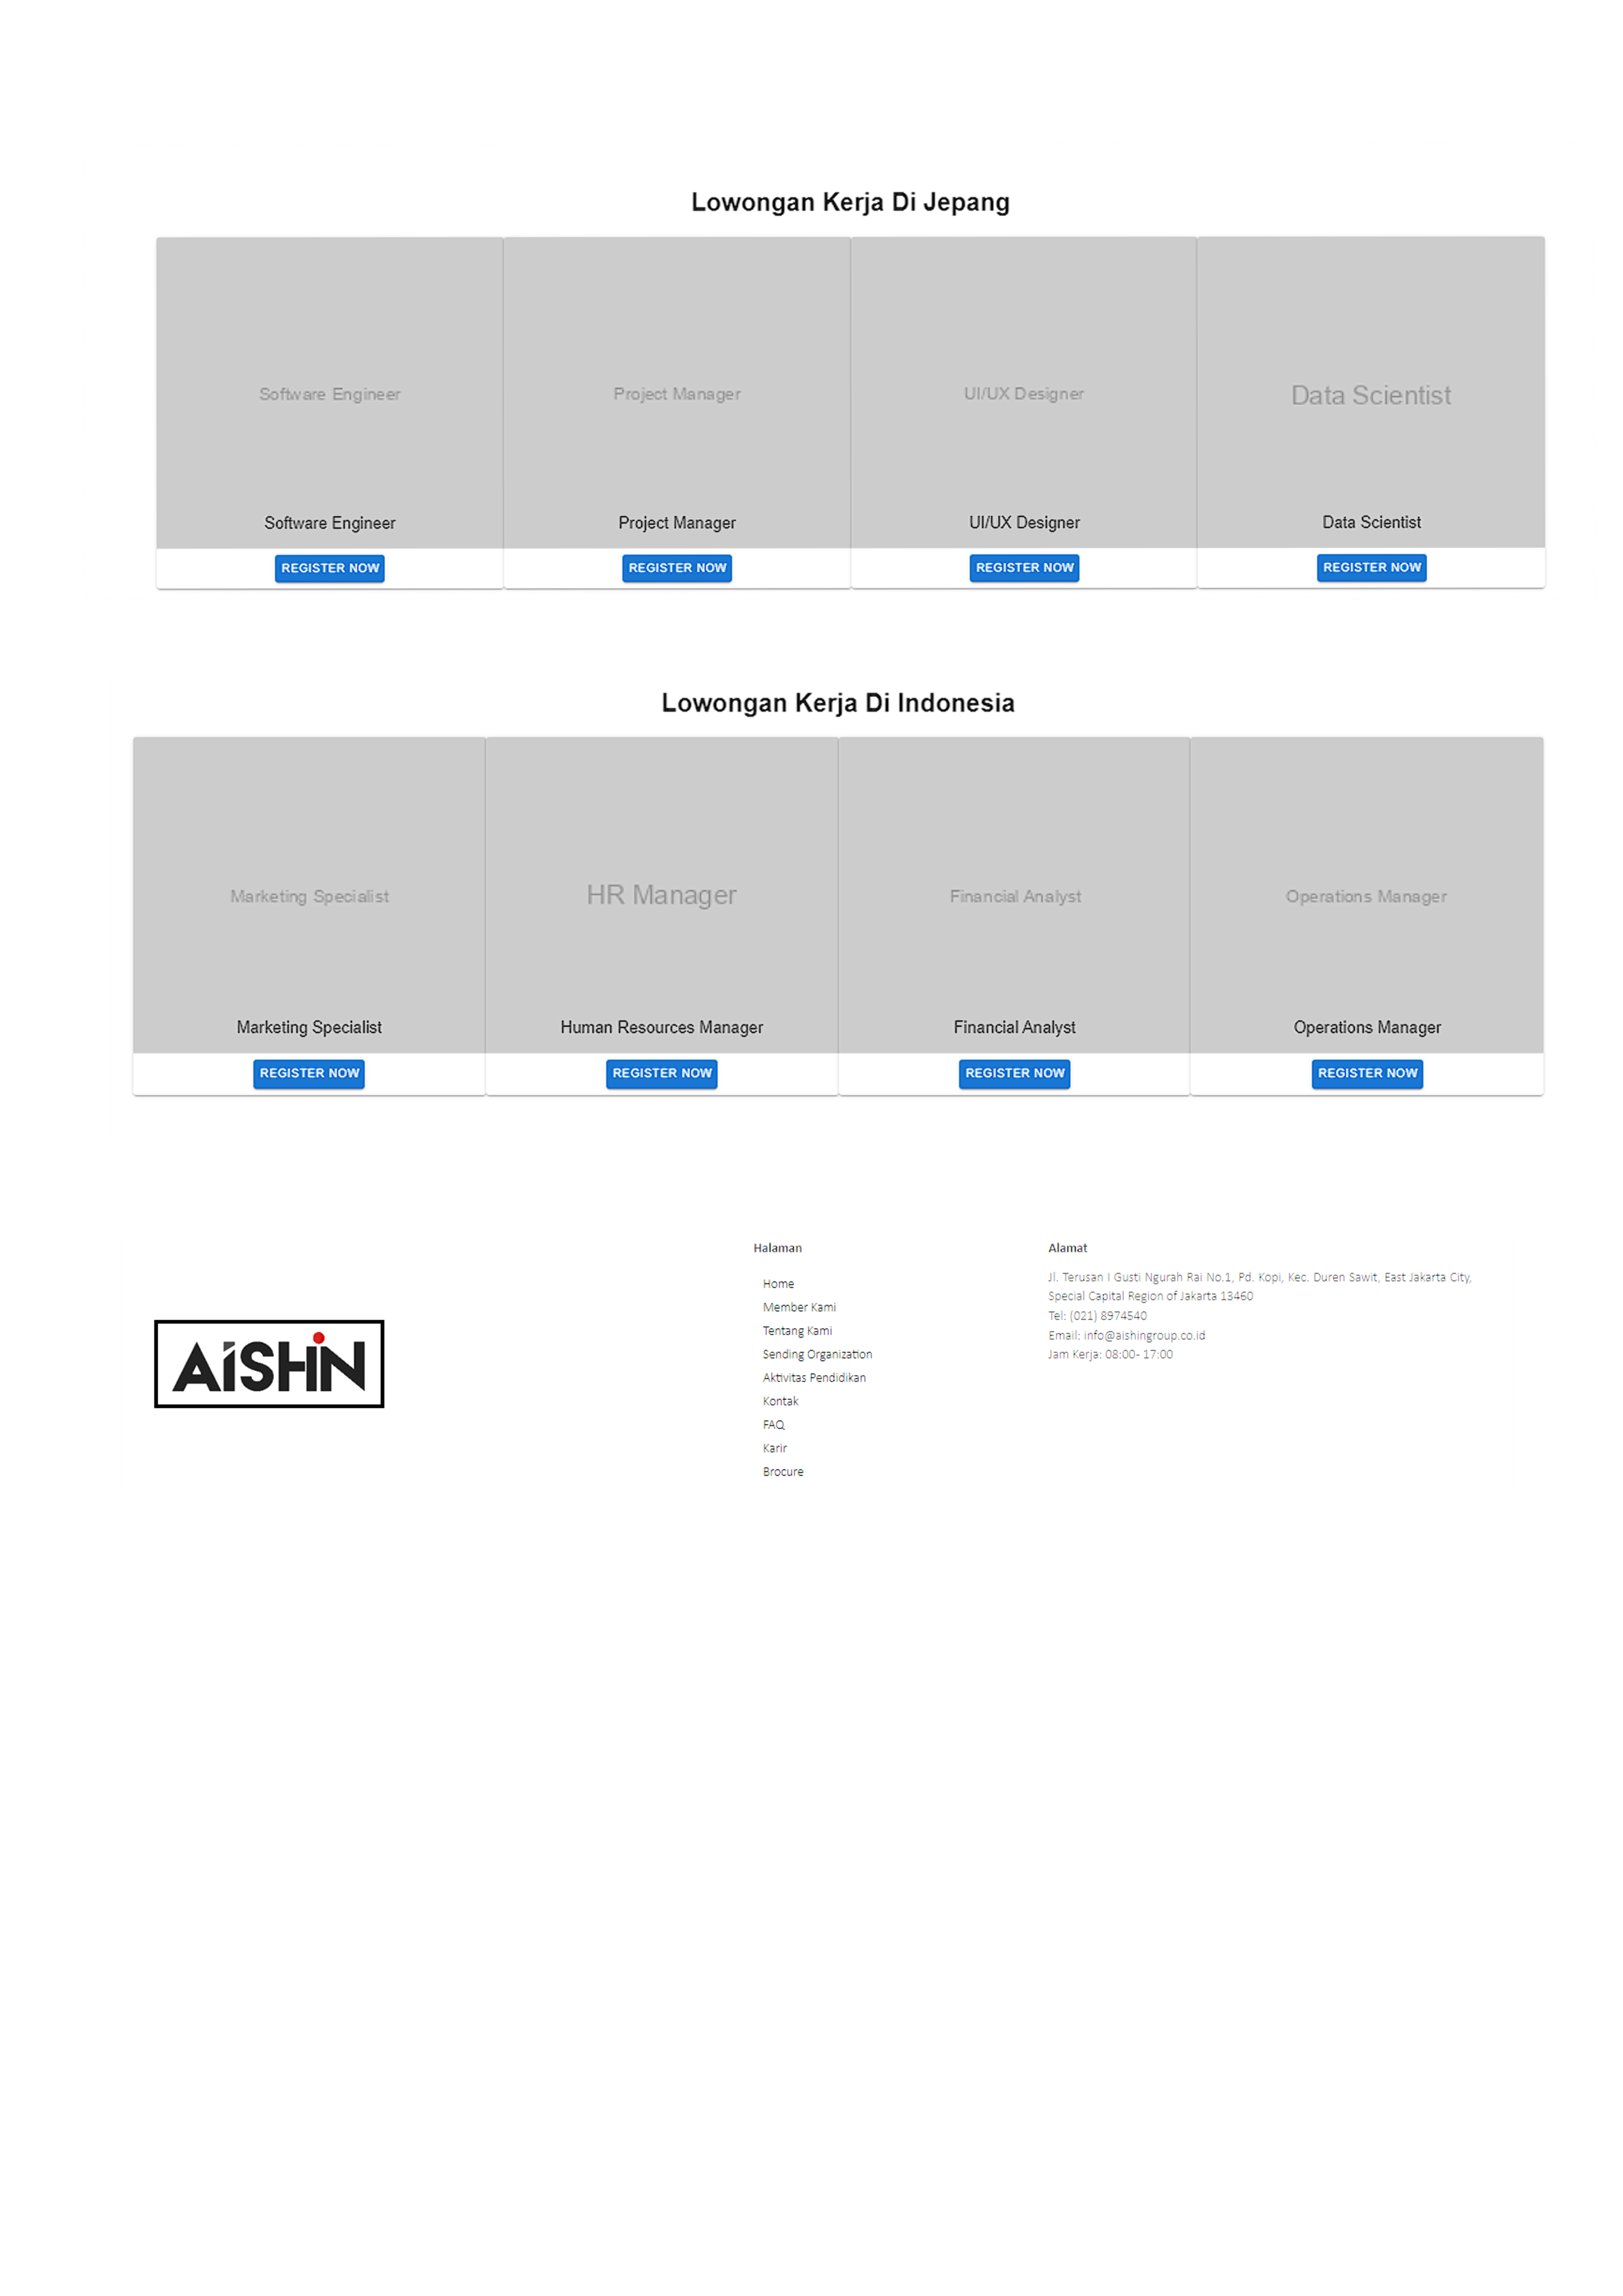 Lowongan Kerja Di Jepang
Software Engineer
Project Manager
UI/UX Designer
Data Scientist
Software Engineer
Project Manager
UI/UX Designer
Data Scientist
REGISTER NOW
REGISTER NOW
REGISTER NOW
REGISTER NOW
Lowongan Kerja Di Indonesia
Marketing Specialist
HR Manager
Financial Analyst
Operations Manager
Marketing Specialist
Human Resources Manager
Financial Analyst
Operations Manager
REGISTER NOW
REGISTER NOW
REGISTER NOW
REGISTER NOW
AiSHiN
Halaman
Home
Member Kami
Tentang Kami
Sending Organization
Aktivitas Pendidikan
Kontak
FAQ
Karir
Brocure
Alamat
Jl. Terusan I Gusti Ngurah Rai No.1, Pd. Kopi, Kec. Duren Sawit, East Jakarta City,
Special Capital Region of Jakarta 13460
Tel: (021) 8974540
Email: info@aishingroup.co.id
Jam Kerja: 08:00- 17:00